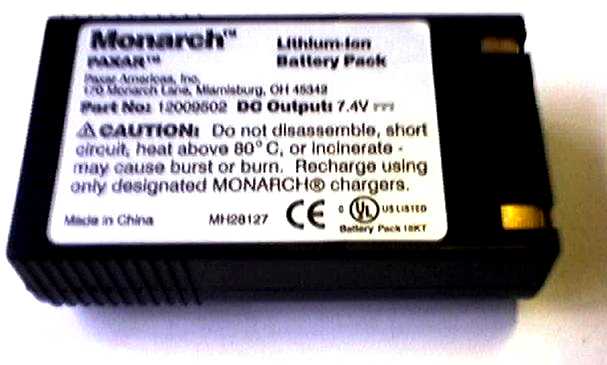 Monarch™ Lithium-Ion
PAXAR™ Battery Pack
Paxar Americas, Inc.
170 Monarch Lane, Miamisburg, OH 45342
Part No: 12009502 DC Output: 7.4V
⚠ CAUTION: Do not disassemble, short
circuit, heat above 80°C, or incinerate -
may cause burst or burn. Recharge using
only designated MONARCH® chargers.
Made in China MH28127 CE C UL US LISTED
Battery Pack 18KT